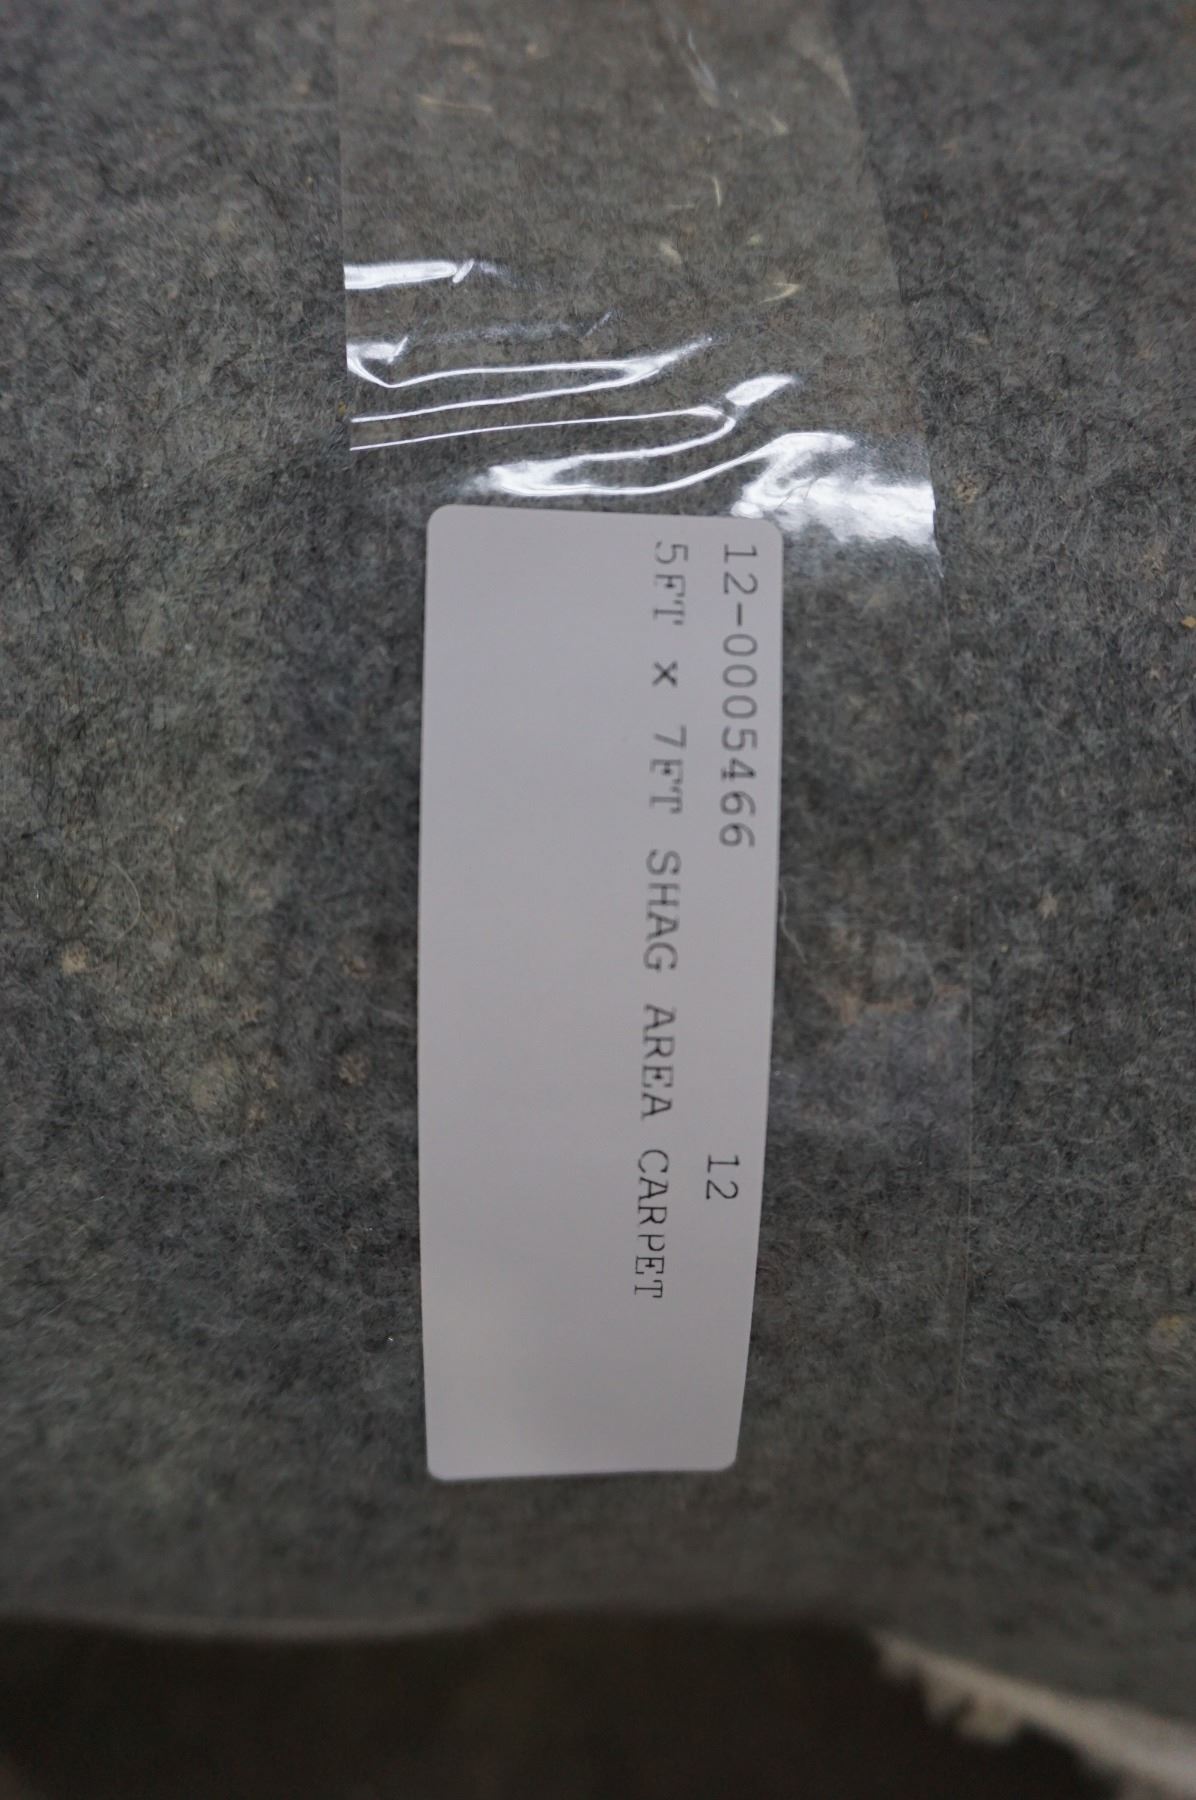 12-0005466 12
5FT x 7FT SHAG AREA CARPET